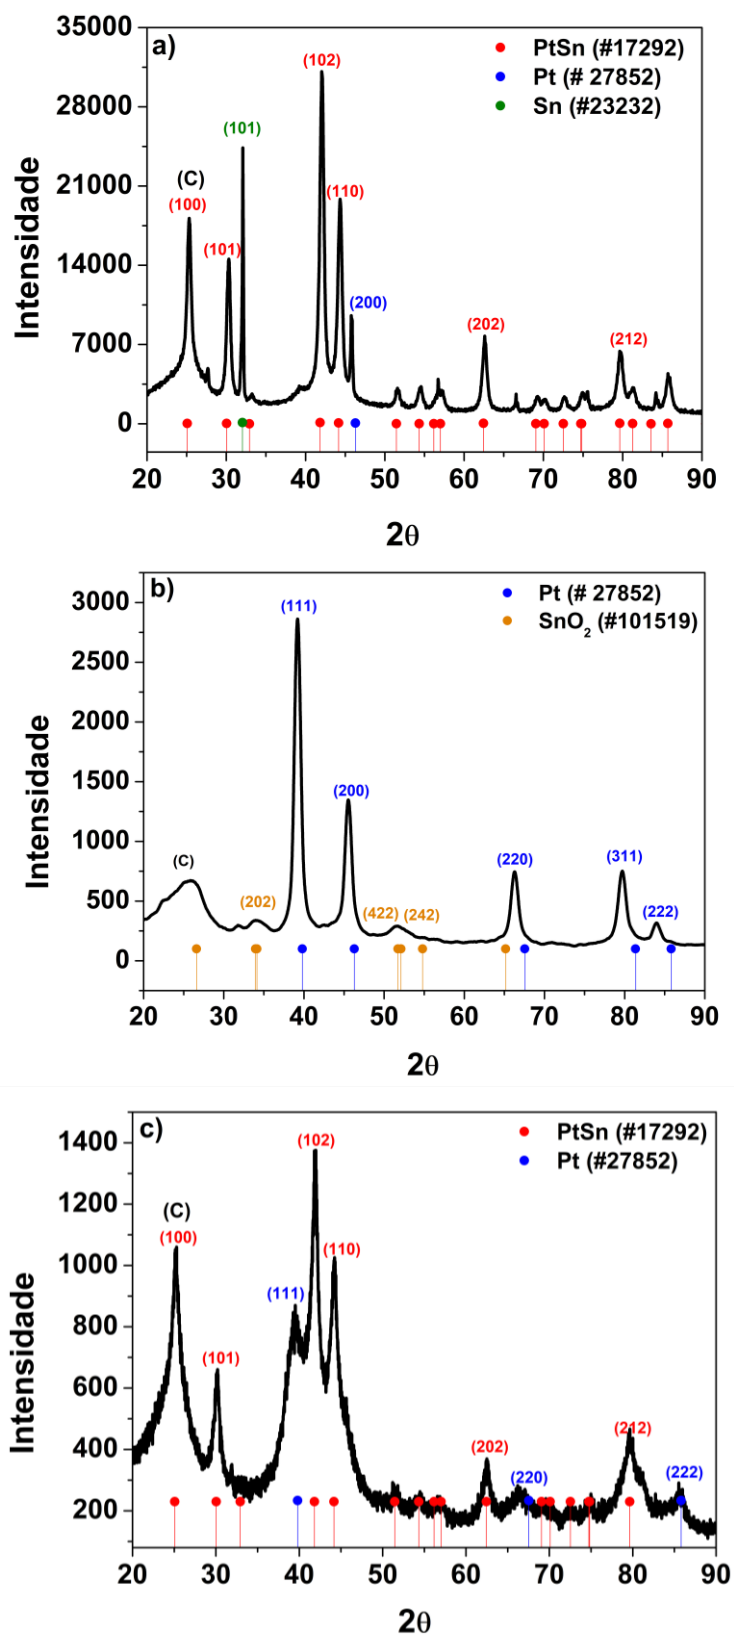 a)
PtSn (#17292)
Pt (# 27852)
Sn (#23232)
(102)
(101)
(C)
(100)
(110)
(101)
(200)
(202)
(212)
35000
28000
21000
14000
7000
0
Intensidade
20 30 40 50 60 70 80 90
2θ
b)
Pt (# 27852)
SnO2 (#101519)
(111)
(200)
(C)
(202)
(422)
(242)
(220)
(311)
(222)
3000
2500
2000
1500
1000
500
0
Intensidade
20 30 40 50 60 70 80 90
2θ
c)
PtSn (#17292)
Pt (#27852)
(102)
(C)
(100)
(110)
(111)
(101)
(202)
(220)
(212)
(222)
1400
1200
1000
800
600
400
200
Intensidade
20 30 40 50 60 70 80 90
2θ